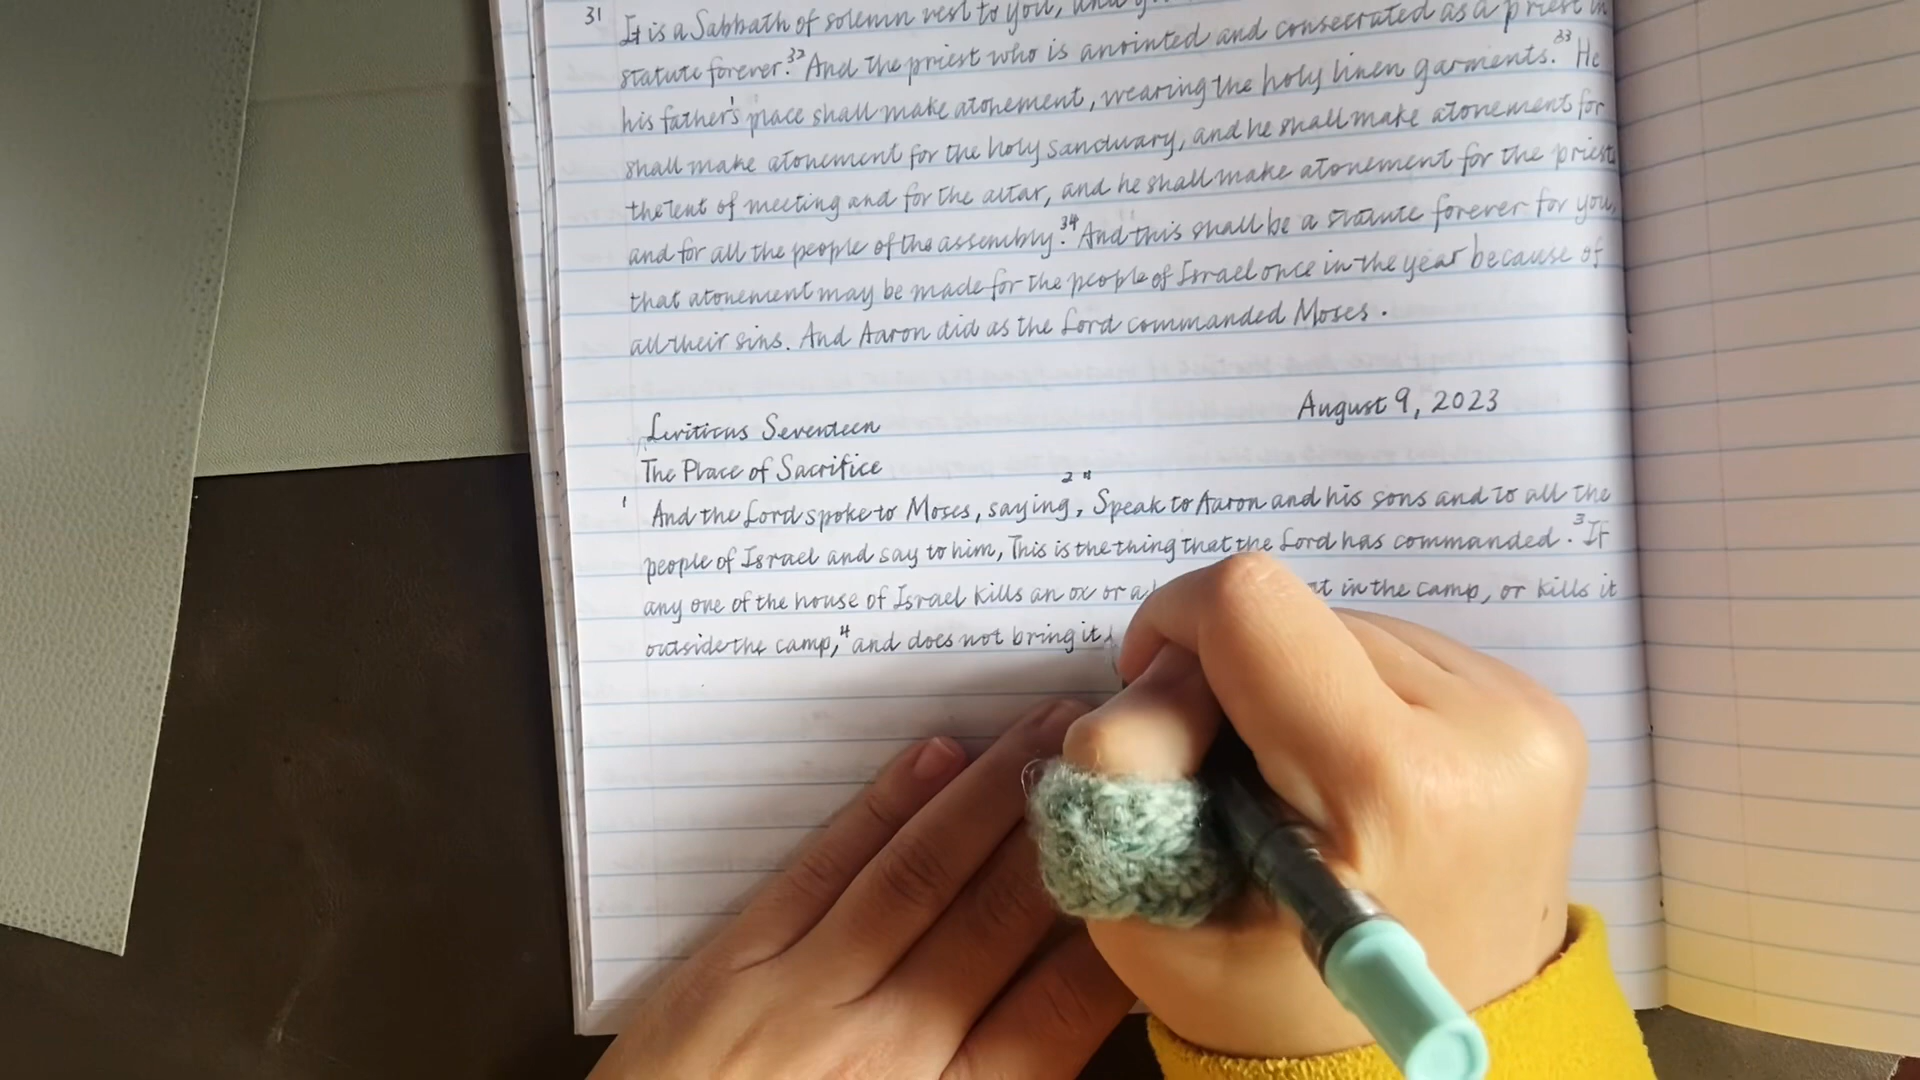 31 It is a Sabbath of solemn rest to you, and
statute forever.32 And the priest who is anointed and consecrated as a priest in
his father's place shall make atonement, wearing the holy linen garments.33 He
shall make atonement for the holy sanctuary, and he shall make atonement for
the tent of meeting and for the altar, and he shall make atonement for the priest
and for all the people of the assembly.34 And this shall be a statute forever for you,
that atonement may be made for the people of Israel once in the year because of
all their sins. And Aaron did as the Lord commanded Moses.
August 9, 2023
Leviticus Seventeen
The Place of Sacrifice
1 And the Lord spoke to Moses, saying, 2 "Speak to Aaron and his sons and to all the
people of Israel and say to him, This is the thing that the Lord has commanded. 3 If
any one of the house of Israel kills an ox or a in the camp, or kills it
outside the camp, 4 and does not bring it